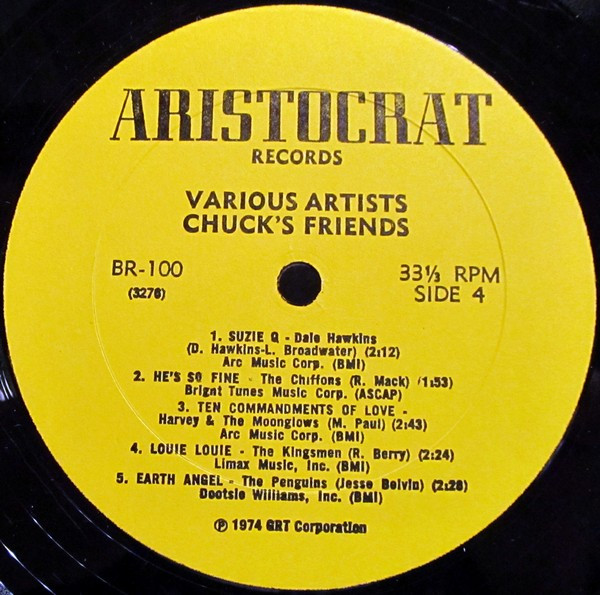 ARISTOCRAT
RECORDS
VARIOUS ARTISTS
CHUCK'S FRIENDS
BR-100
(3276)
33⅓ RPM
SIDE 4
1. SUZIE Q - Dale Hawkins
(D. Hawkins-L. Broadwater) (2:12)
Arc Music Corp. (BMI)
2. HE'S SO FINE - The Chiffons (R. Mack) (1:53)
Bright Tunes Music Corp. (ASCAP)
3. TEN COMMANDMENTS OF LOVE -
Harvey & The Moonglows (M. Paul) (2:43)
Arc Music Corp. (BMI)
4. LOUIE LOUIE - The Kingsmen (R. Berry) (2:24)
Limax Music, Inc. (BMI)
5. EARTH ANGEL - The Penguins (Jesse Belvin) (2:28)
Dootsie Williams, Inc. (BMI)
℗ 1974 GRT Corporation